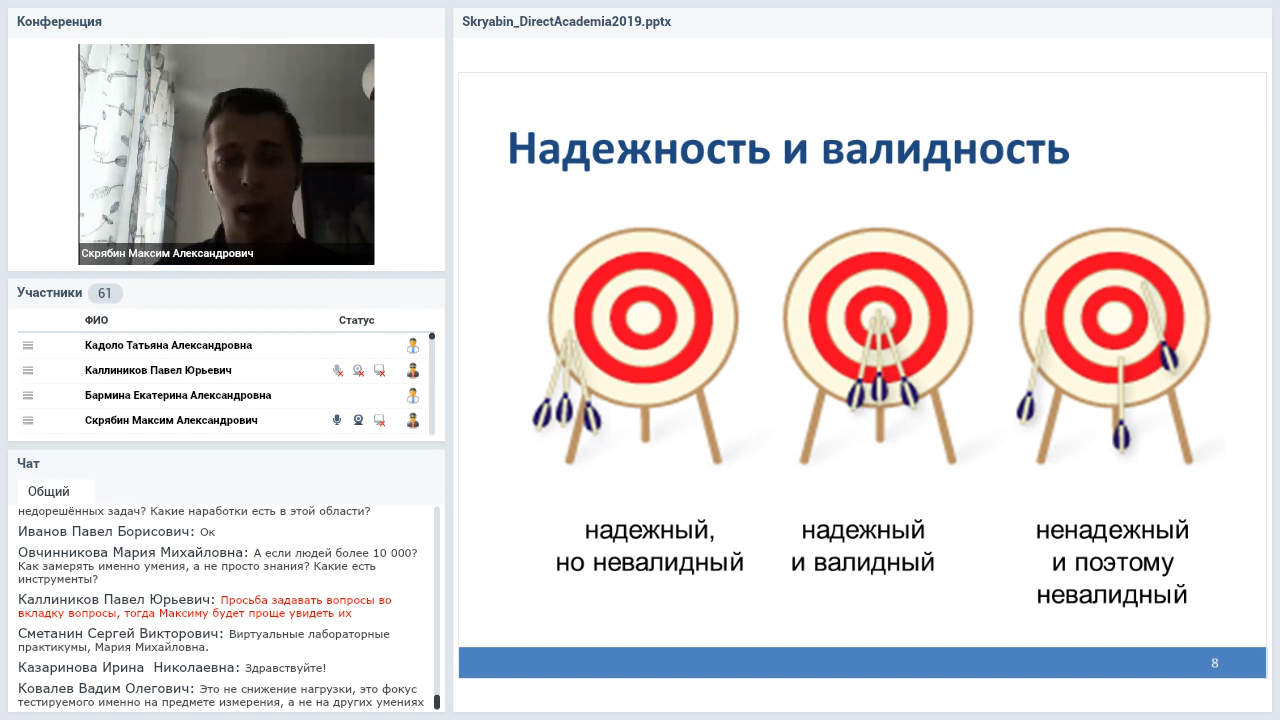 Конференция
Скрябин Максим Александрович
Участники 61
ФИО Статус
Кадоло Татьяна Александровна
Каллиников Павел Юрьевич
Бармина Екатерина Александровна
Скрябин Максим Александрович
Чат
Общий
недорешённых задач? Какие наработки есть в этой области?
Иванов Павел Борисович: Ок
Овчинникова Мария Михайловна: А если людей более 10 000?
Как замерять именно умения, а не просто знания? Какие есть
инструменты?
Каллиников Павел Юрьевич: Просьба задавать вопросы во
вкладку вопросы, тогда Максиму будет проще увидеть их
Сметанин Сергей Викторович: Виртуальные лабораторные
практикумы, Мария Михайловна.
Казаринова Ирина Николаевна: Здравствуйте!
Ковалев Вадим Олегович: Это не снижение нагрузки, это фокус
тестируемого именно на предмете измерения, а не на других умениях
Skryabin_DirectAcademia2019.pptx
Надежность и валидность
надежный,
но невалидный
надежный
и валидный
ненадежный
и поэтому
невалидный
8